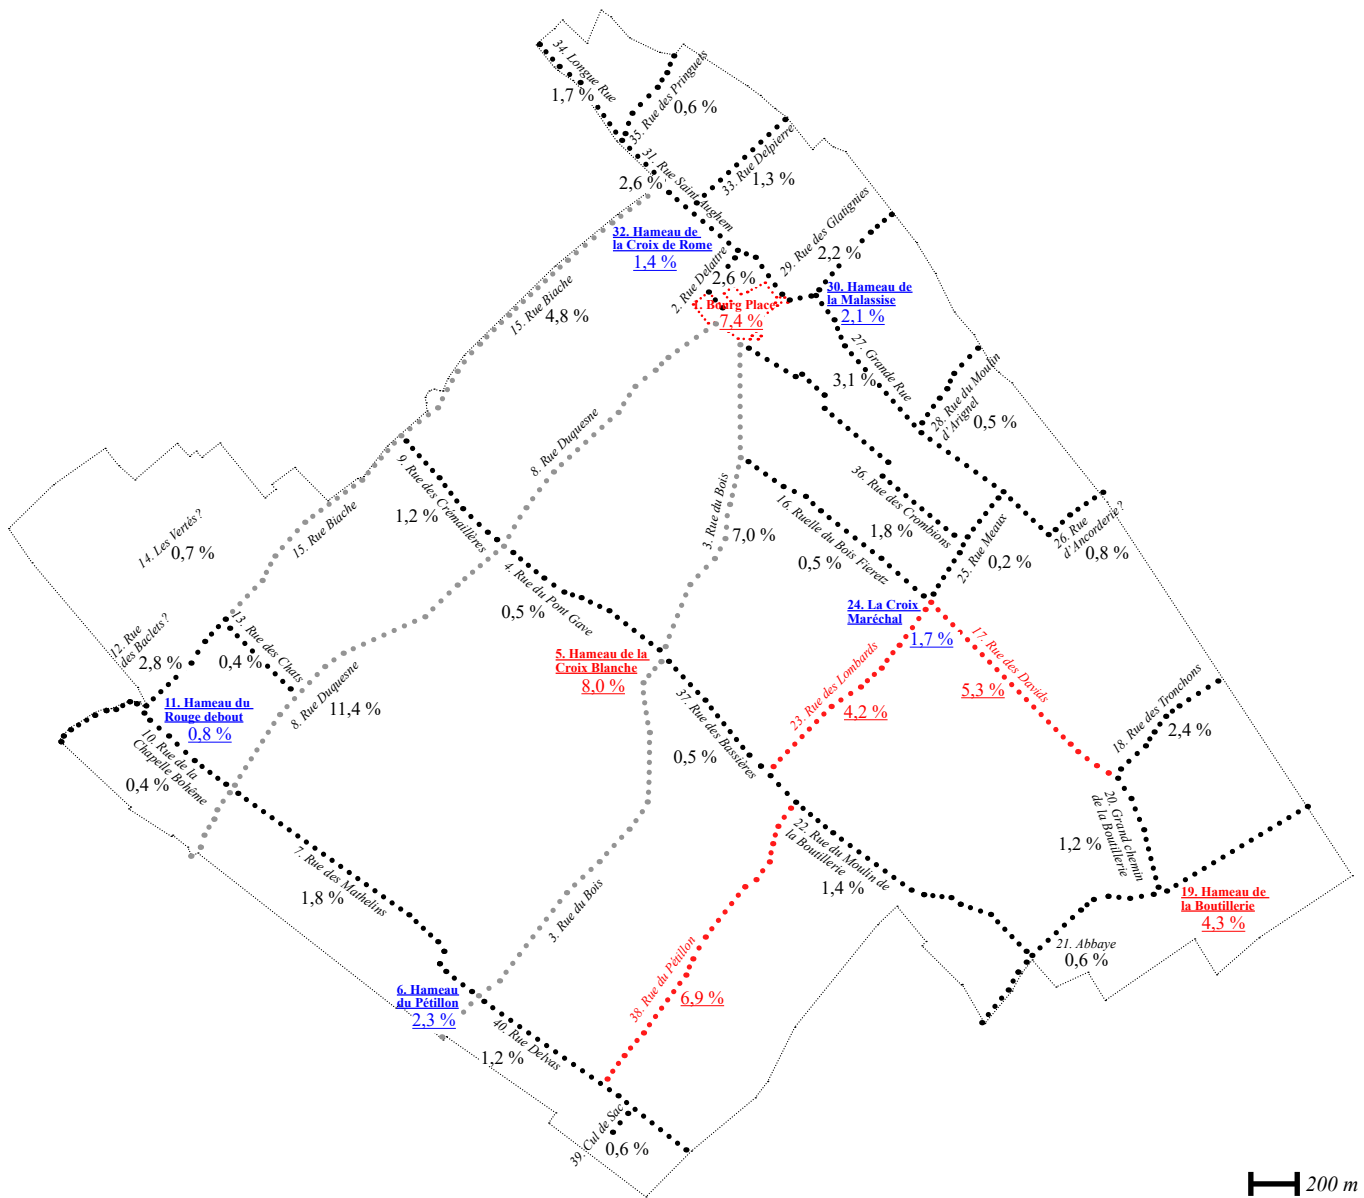 34. Longue Rue
1,7 %
35. Rue des Pringuets
0,6 %
31. Rue Saint Aughem
2,6 %
33. Rue Delpierre
1,3 %
32. Hameau de
la Croix de Rome
1,4 %
2. Rue Delattre
2,6 %
29. Rue des Glatignies
2,2 %
30. Hameau de
la Malassise
2,1 %
1. Bourg Place
7,4 %
15. Rue Biache
4,8 %
27. Grande Rue
3,1 %
28. Rue du Moulin
d'Arignel
0,5 %
8. Rue Duquesne
9. Rue des Crémaillères
1,2 %
3. Rue du Bois
7,0 %
16. Ruelle du Bois Fieretz
0,5 %
36. Rue des Crombions
1,8 %
25. Rue Meaux
0,2 %
26. Rue
d'Ancorderie ?
0,8 %
14. Les Vertés ?
0,7 %
15. Rue Biache
4. Rue du Pont Gave
0,5 %
24. La Croix
Maréchal
1,7 %
12. Rue
des Baclets ?
2,8 %
13. Rue des Chats
0,4 %
5. Hameau de la
Croix Blanche
8,0 %
23. Rue des Lombards
4,2 %
17. Rue des Davids
5,3 %
11. Hameau du
Rouge debout
0,8 %
8. Rue Duquesne
11,4 %
37. Rue des Bassières
0,5 %
18. Rue des Tronchons
2,4 %
10. Rue de la
Chapelle Bohême
0,4 %
20. Grand chemin
de la Boutillerie
1,2 %
7. Rue des Mathelins
1,8 %
22. Rue du Moulin de
la Boutillerie
1,4 %
19. Hameau de
la Boutillerie
4,3 %
3. Rue du Bois
21. Abbaye
0,6 %
6. Hameau
du Pétillon
2,3 %
38. Rue du Pétillon
6,9 %
40. Rue Delvas
1,2 %
39. Cul de Sac
0,6 %
200 m